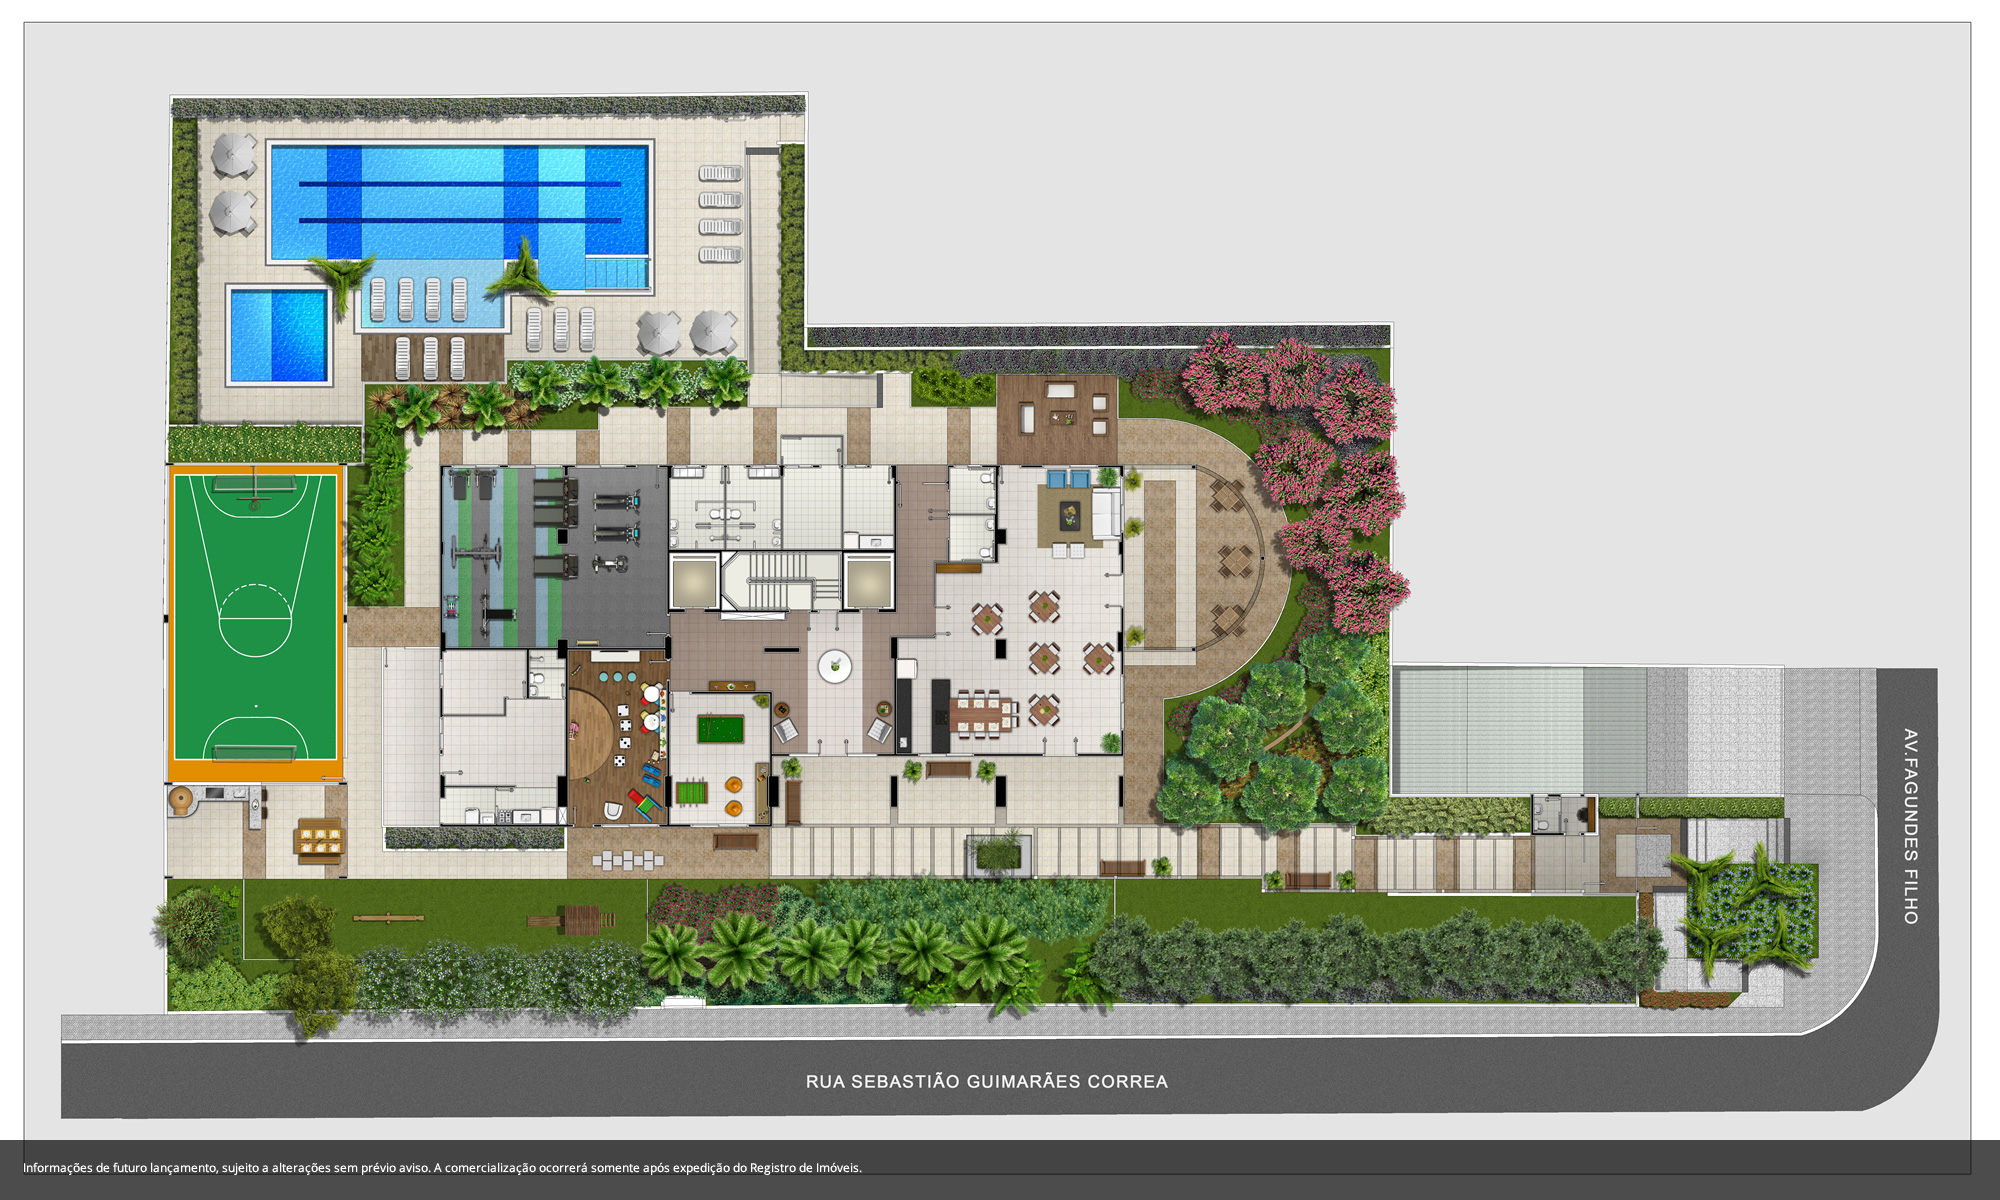 AV.FAGUNDES FILHO
RUA SEBASTIÃO GUIMARÃES CORREA
Informações de futuro lançamento, sujeito a alterações sem prévio aviso. A comercialização ocorrerá somente após expedição do Registro de Imóveis.